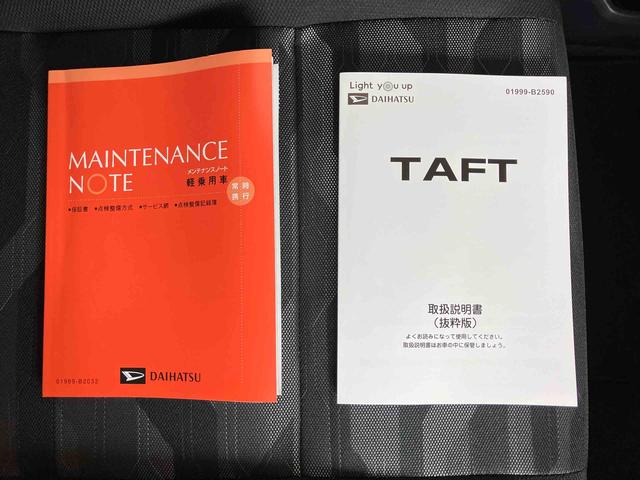 MAINTENANCE
NOTE
メンテナンスノート
軽乗用車
常時
携行
●保証書 ●点検整備方式 ●サービス網 ●点検整備記録簿
DAIHATSU
01999-B2032
Light you up
DAIHATSU
01999-B2590
TAFT
取扱説明書
(抜粋版)
よくお読みになって使用してください。
取扱説明書はお車の中に保管しましょう。